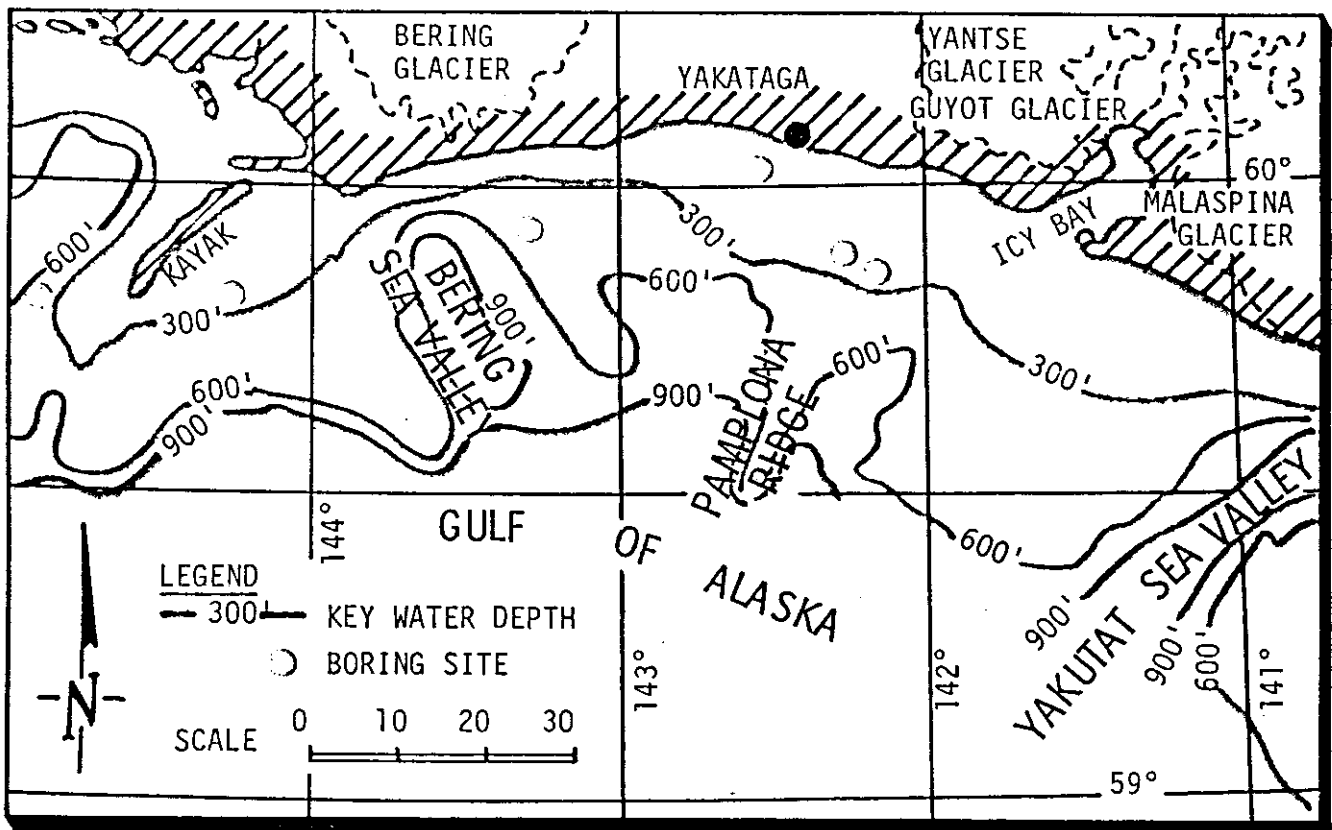 BERING
GLACIER
YAKATAGA
YANTSE
GLACIER
GUYOT GLACIER
60°
MALASPINA
GLACIER
ICY BAY
KAYAK
600'
300'
300'
600'
BERING
SEA VALLEY
900'
PAMPLONA
RIDGE
600'
300'
900'
600'
900'
144°
GULF
OF
ALASKA
600'
YAKUTAT SEA VALLEY
900'
900'
600'
143°
142°
141°
LEGEND
300' KEY WATER DEPTH
BORING SITE
N
SCALE 0 10 20 30
59°